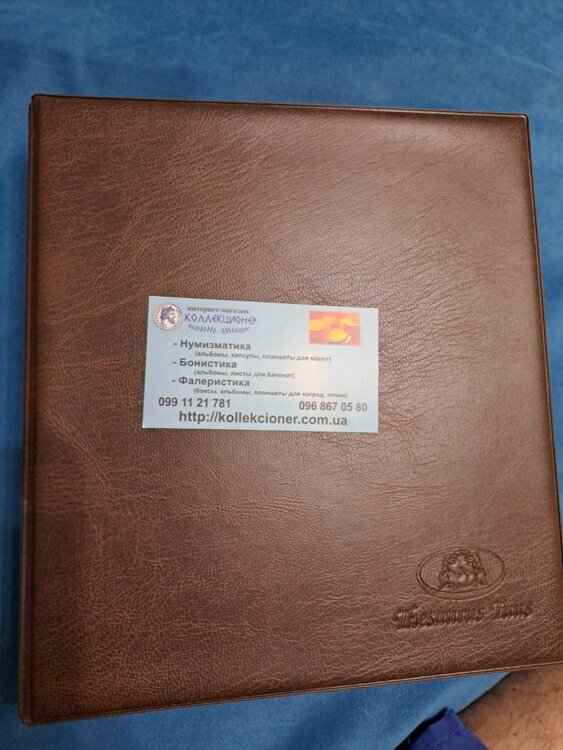 интернет-магазин
КОЛЛЕКЦИОНЕР
- Нумизматика
(альбомы, капсулы, планшеты для монет)
- Бонистика
(альбомы, листы для банкнот)
- Фалеристика
(боксы, альбомы, планшеты для наград, копии)
099 11 21 781 096 867 05 80
http://kollekcioner.com.ua
Thesaurus Tuus